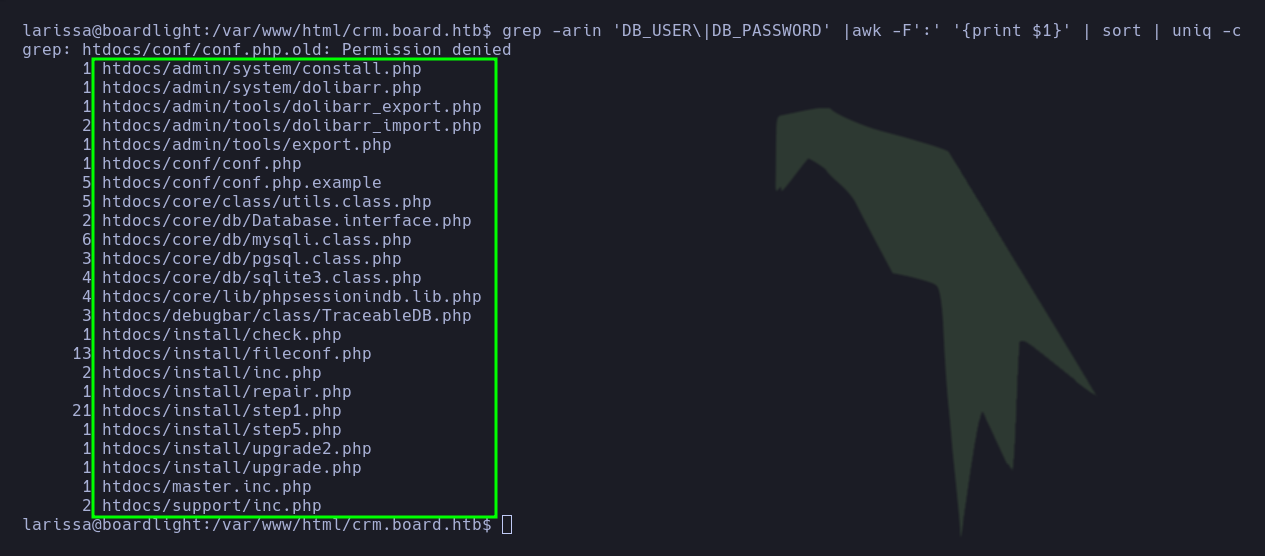 larissa@boardlight:/var/www/html/crm.board.htb$ grep -arin 'DB_USER\|DB_PASSWORD' |awk -F':' '{print $1}' | sort | uniq -c
grep: htdocs/conf/conf.php.old: Permission denied
1 htdocs/admin/system/constall.php
1 htdocs/admin/system/dolibarr.php
1 htdocs/admin/tools/dolibarr_export.php
2 htdocs/admin/tools/dolibarr_import.php
1 htdocs/admin/tools/export.php
1 htdocs/conf/conf.php
5 htdocs/conf/conf.php.example
5 htdocs/core/class/utils.class.php
2 htdocs/core/db/Database.interface.php
6 htdocs/core/db/mysqli.class.php
3 htdocs/core/db/pgsql.class.php
4 htdocs/core/db/sqlite3.class.php
4 htdocs/core/lib/phpsessionindb.lib.php
3 htdocs/debugbar/class/TraceableDB.php
1 htdocs/install/check.php
13 htdocs/install/fileconf.php
2 htdocs/install/inc.php
1 htdocs/install/repair.php
21 htdocs/install/step1.php
1 htdocs/install/step5.php
1 htdocs/install/upgrade2.php
1 htdocs/install/upgrade.php
1 htdocs/master.inc.php
2 htdocs/support/inc.php
larissa@boardlight:/var/www/html/crm.board.htb$